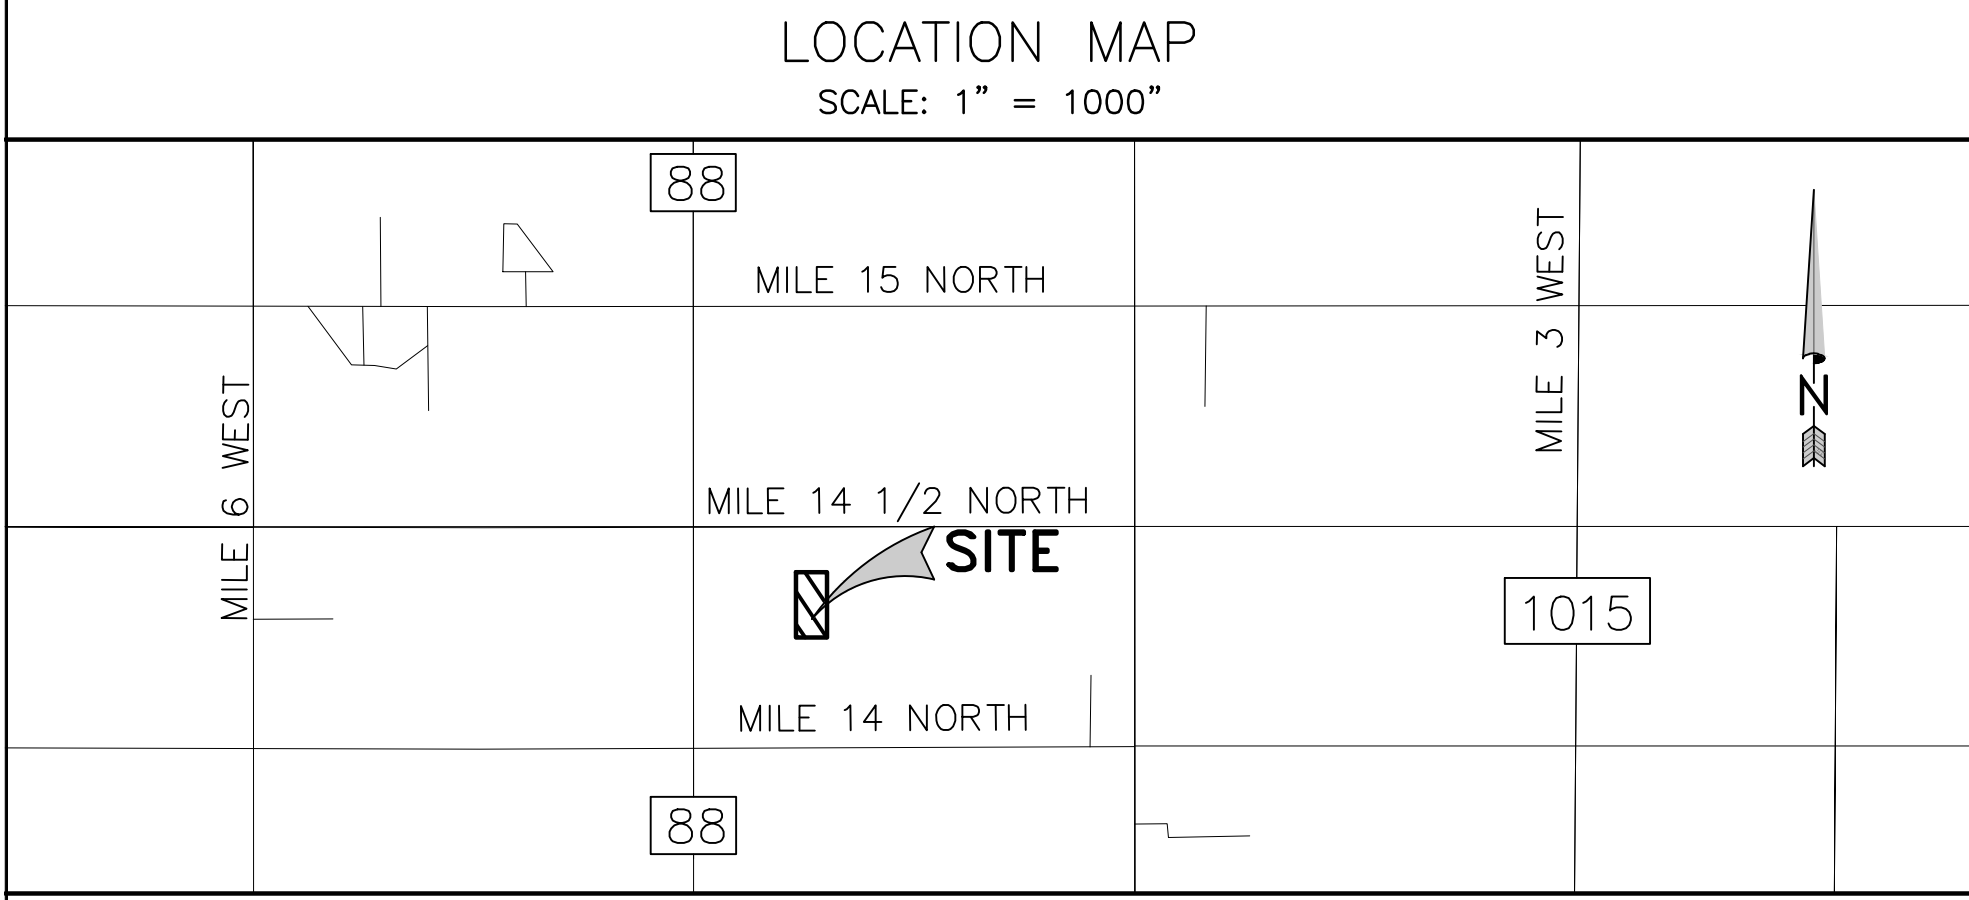 LOCATION MAP
SCALE: 1" = 1000"
88
MILE 15 NORTH
MILE 3 WEST
N
MILE 6 WEST
MILE 14 1/2 NORTH
SITE
1015
MILE 14 NORTH
88